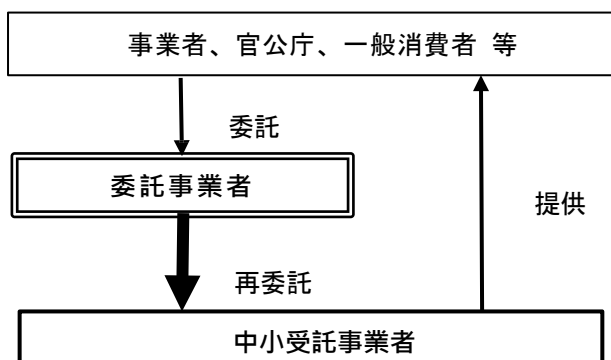 事業者、官公庁、一般消費者 等
委託
委託事業者
提供
再委託
中小受託事業者